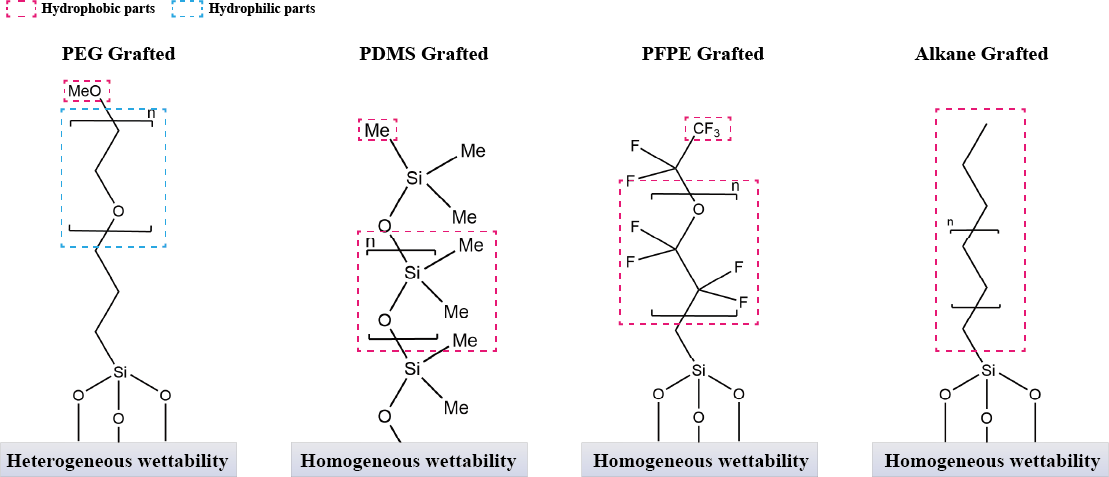 Hydrophobic parts Hydrophilic parts
PEG Grafted PDMS Grafted PFPE Grafted Alkane Grafted
MeO
n
O
Si
O O
O
Me
Me
Si
Me
O
n
Me
Si
Me
O
Me
Si
Me
O
CF3
F
F
n
O
F
F
F
F
Si
O O
O
n
Si
O O
O
Heterogeneous wettability Homogeneous wettability Homogeneous wettability Homogeneous wettability